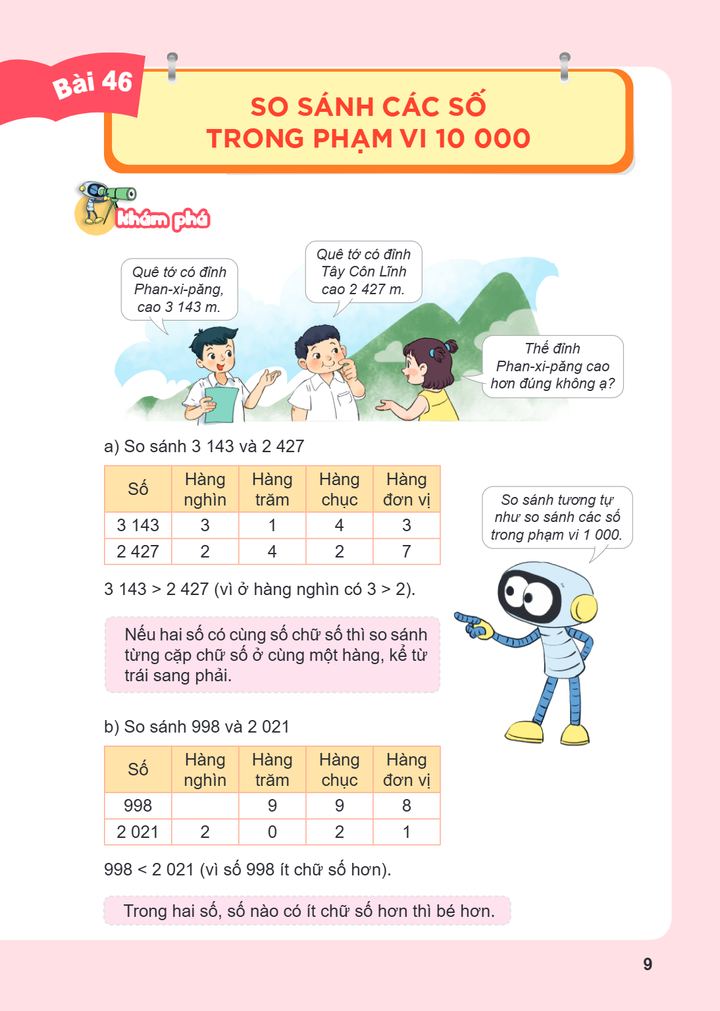 Bài 46
SO SÁNH CÁC SỐ
TRONG PHẠM VI 10 000
khám phá
Quê tớ có đỉnh
Phan-xi-păng,
cao 3 143 m.
Quê tớ có đỉnh
Tây Côn Lĩnh
cao 2 427 m.
Thế đỉnh
Phan-xi-păng cao
hơn đúng không ạ?
a) So sánh 3 143 và 2 427
Số Hàng nghìn Hàng trăm Hàng chục Hàng đơn vị
3 143 3 1 4 3
2 427 2 4 2 7
3 143 > 2 427 (vì ở hàng nghìn có 3 > 2).
So sánh tương tự
như so sánh các số
trong phạm vi 1 000.
Nếu hai số có cùng số chữ số thì so sánh
từng cặp chữ số ở cùng một hàng, kể từ
trái sang phải.
b) So sánh 998 và 2 021
Số Hàng nghìn Hàng trăm Hàng chục Hàng đơn vị
998 9 9 8
2 021 2 0 2 1
998 < 2 021 (vì số 998 ít chữ số hơn).
Trong hai số, số nào có ít chữ số hơn thì bé hơn.
9